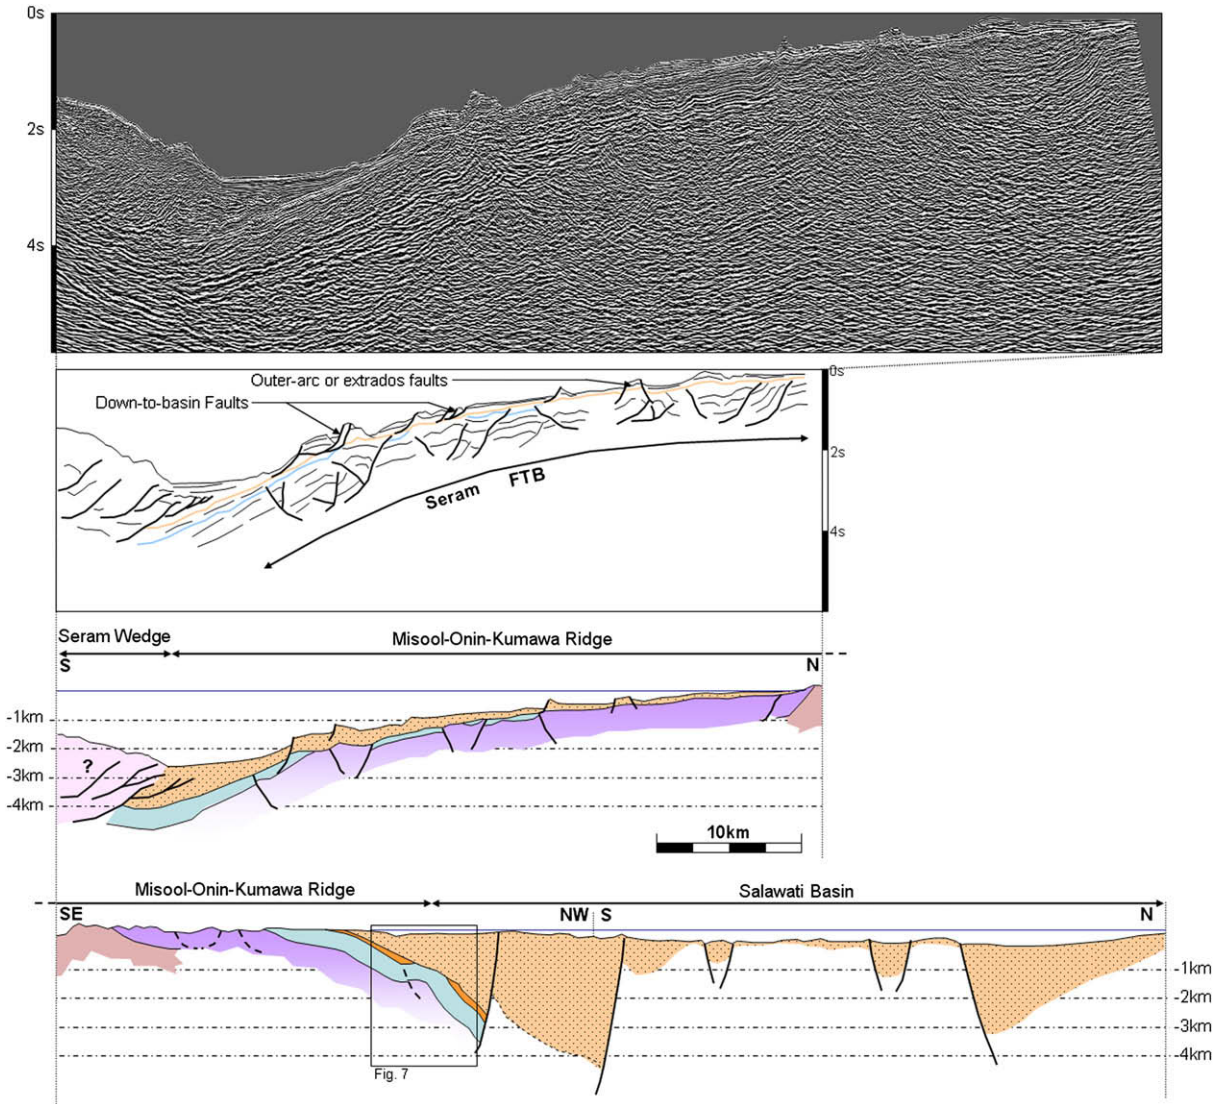 0s
2s
4s
0s
Outer-arc or extrados faults
Down-to-basin Faults
2s
Seram FTB
4s
Seram Wedge
Misool-Onin-Kumawa Ridge
S
N
-1km
-2km
?
-3km
-4km
10km
Misool-Onin-Kumawa Ridge
Salawati Basin
SE
NW
S
N
-1km
-2km
-3km
-4km
Fig. 7